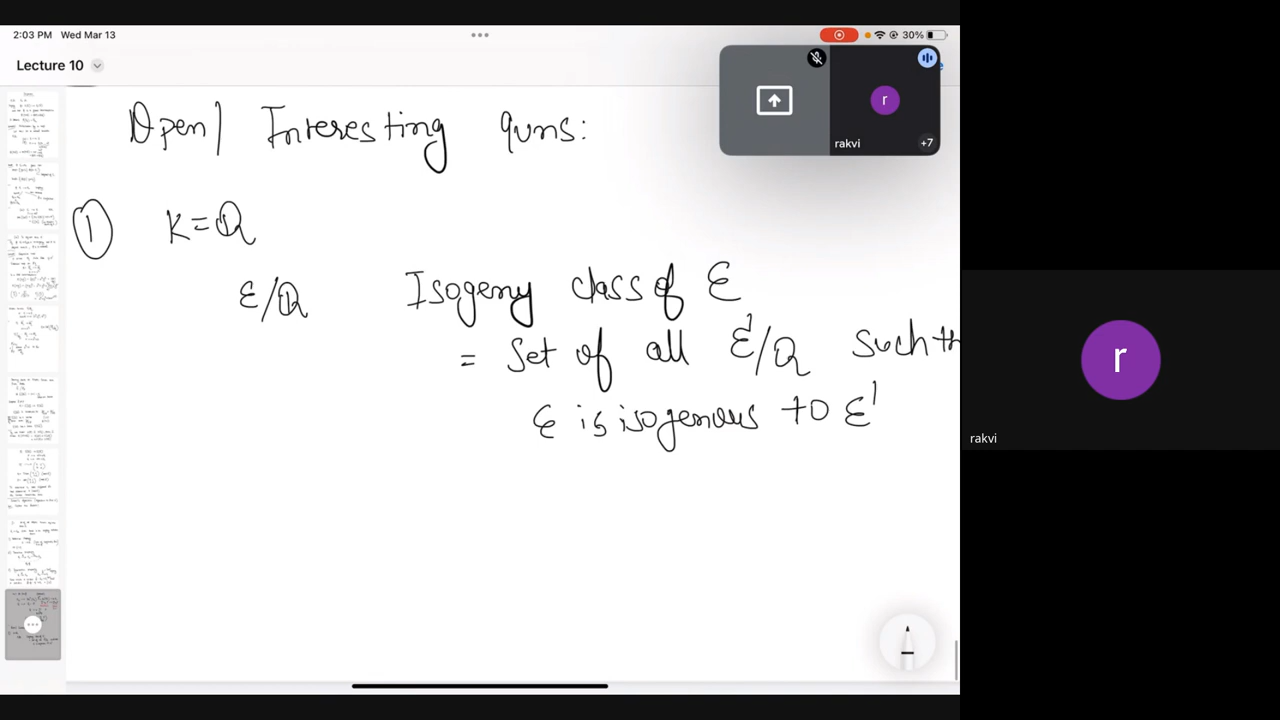 2:03 PM Wed Mar 13
30%
Lecture 10
rakvi
+7
r
Open/ Interesting quns:
① K=ℚ
E/ℚ Isogeny class of E
= Set of all E'/ℚ such th
E is isogenous to E'
r
rakvi